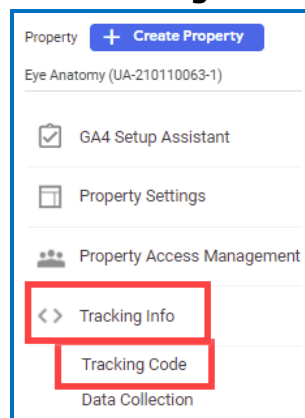 Property + Create Property
Eye Anatomy (UA-210110063-1)
GA4 Setup Assistant
Property Settings
Property Access Management
<> Tracking Info
Tracking Code
Data Collection